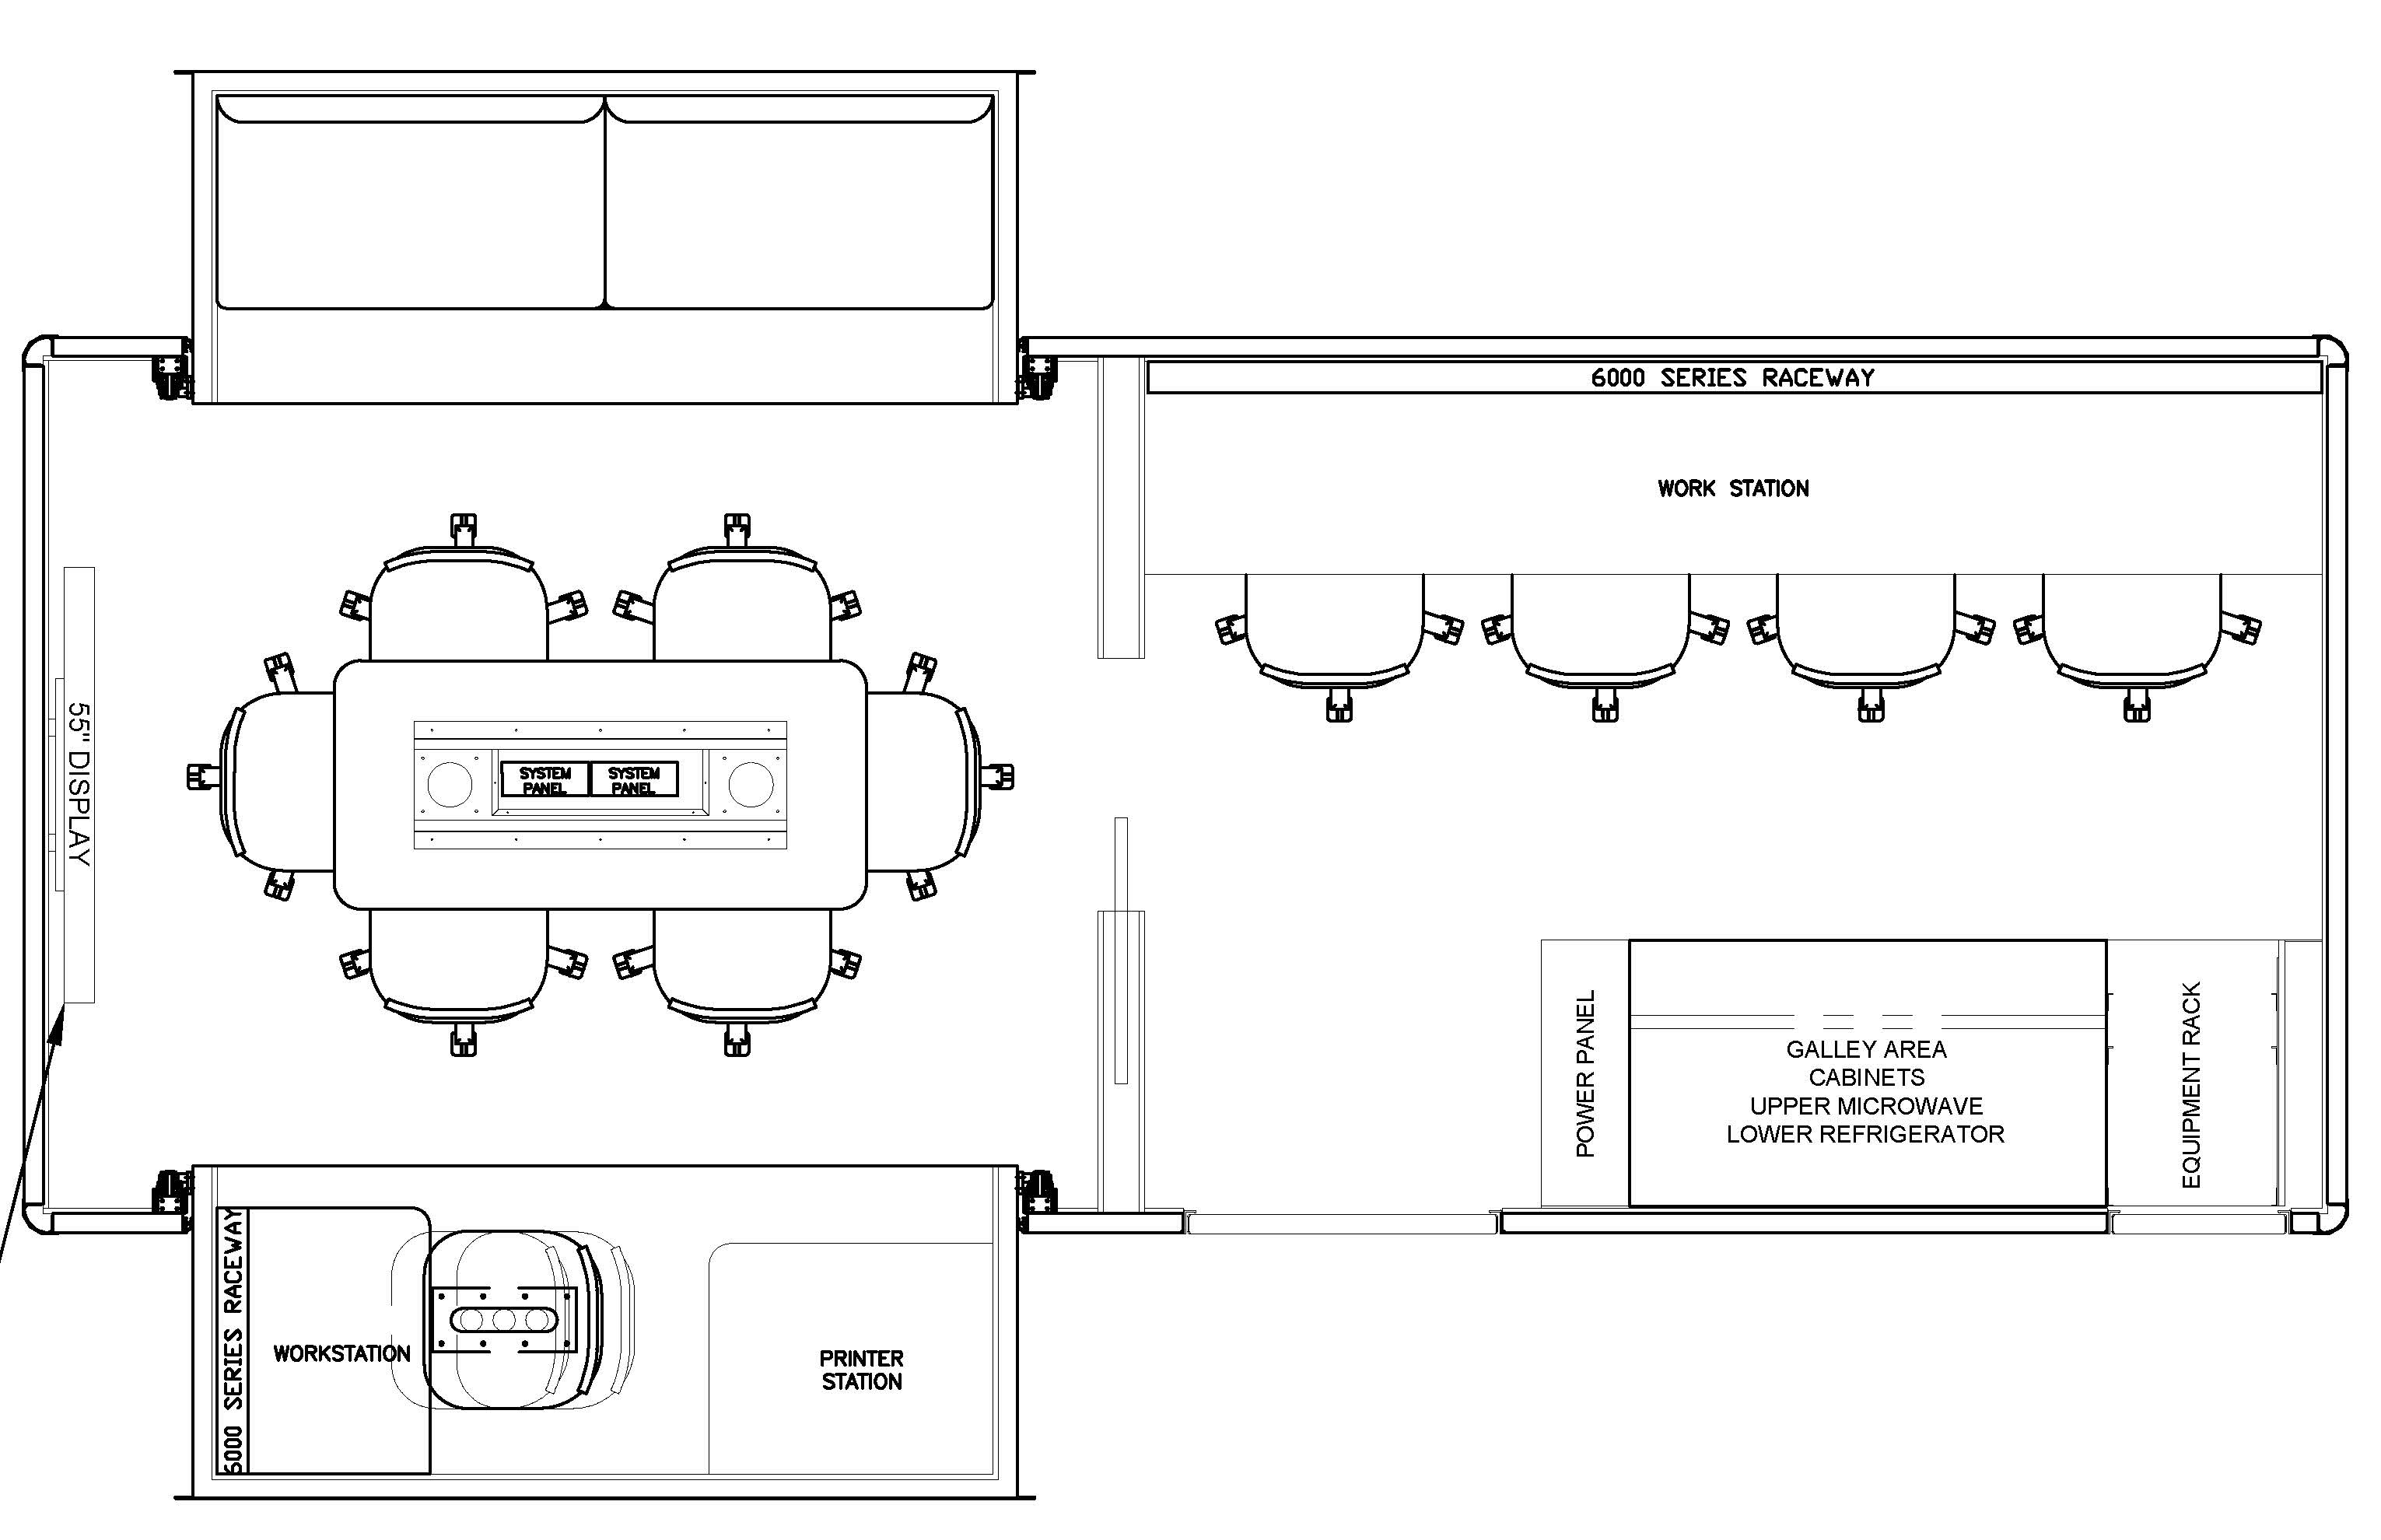 6000 SERIES RACEWAY
WORK STATION
55" DISPLAY
SYSTEM
PANEL
SYSTEM
PANEL
POWER PANEL
GALLEY AREA
CABINETS
UPPER MICROWAVE
LOWER REFRIGERATOR
EQUIPMENT RACK
6000 SERIES RACEWAY
WORKSTATION
PRINTER
STATION